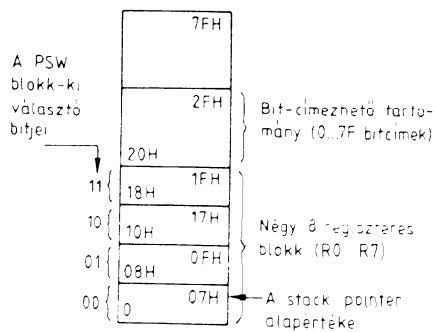 7FH
A PSW
blokk-ki
választó
bitjei
2FH
Bit-címezhető tarto-
mány (0...7F bitcímek)
20H
11
1FH
18H
10
17H
10H
Négy 8 regiszteres
blokk (R0 R7)
01
0FH
08H
00
07H
0
A stack pointer
alapértéke